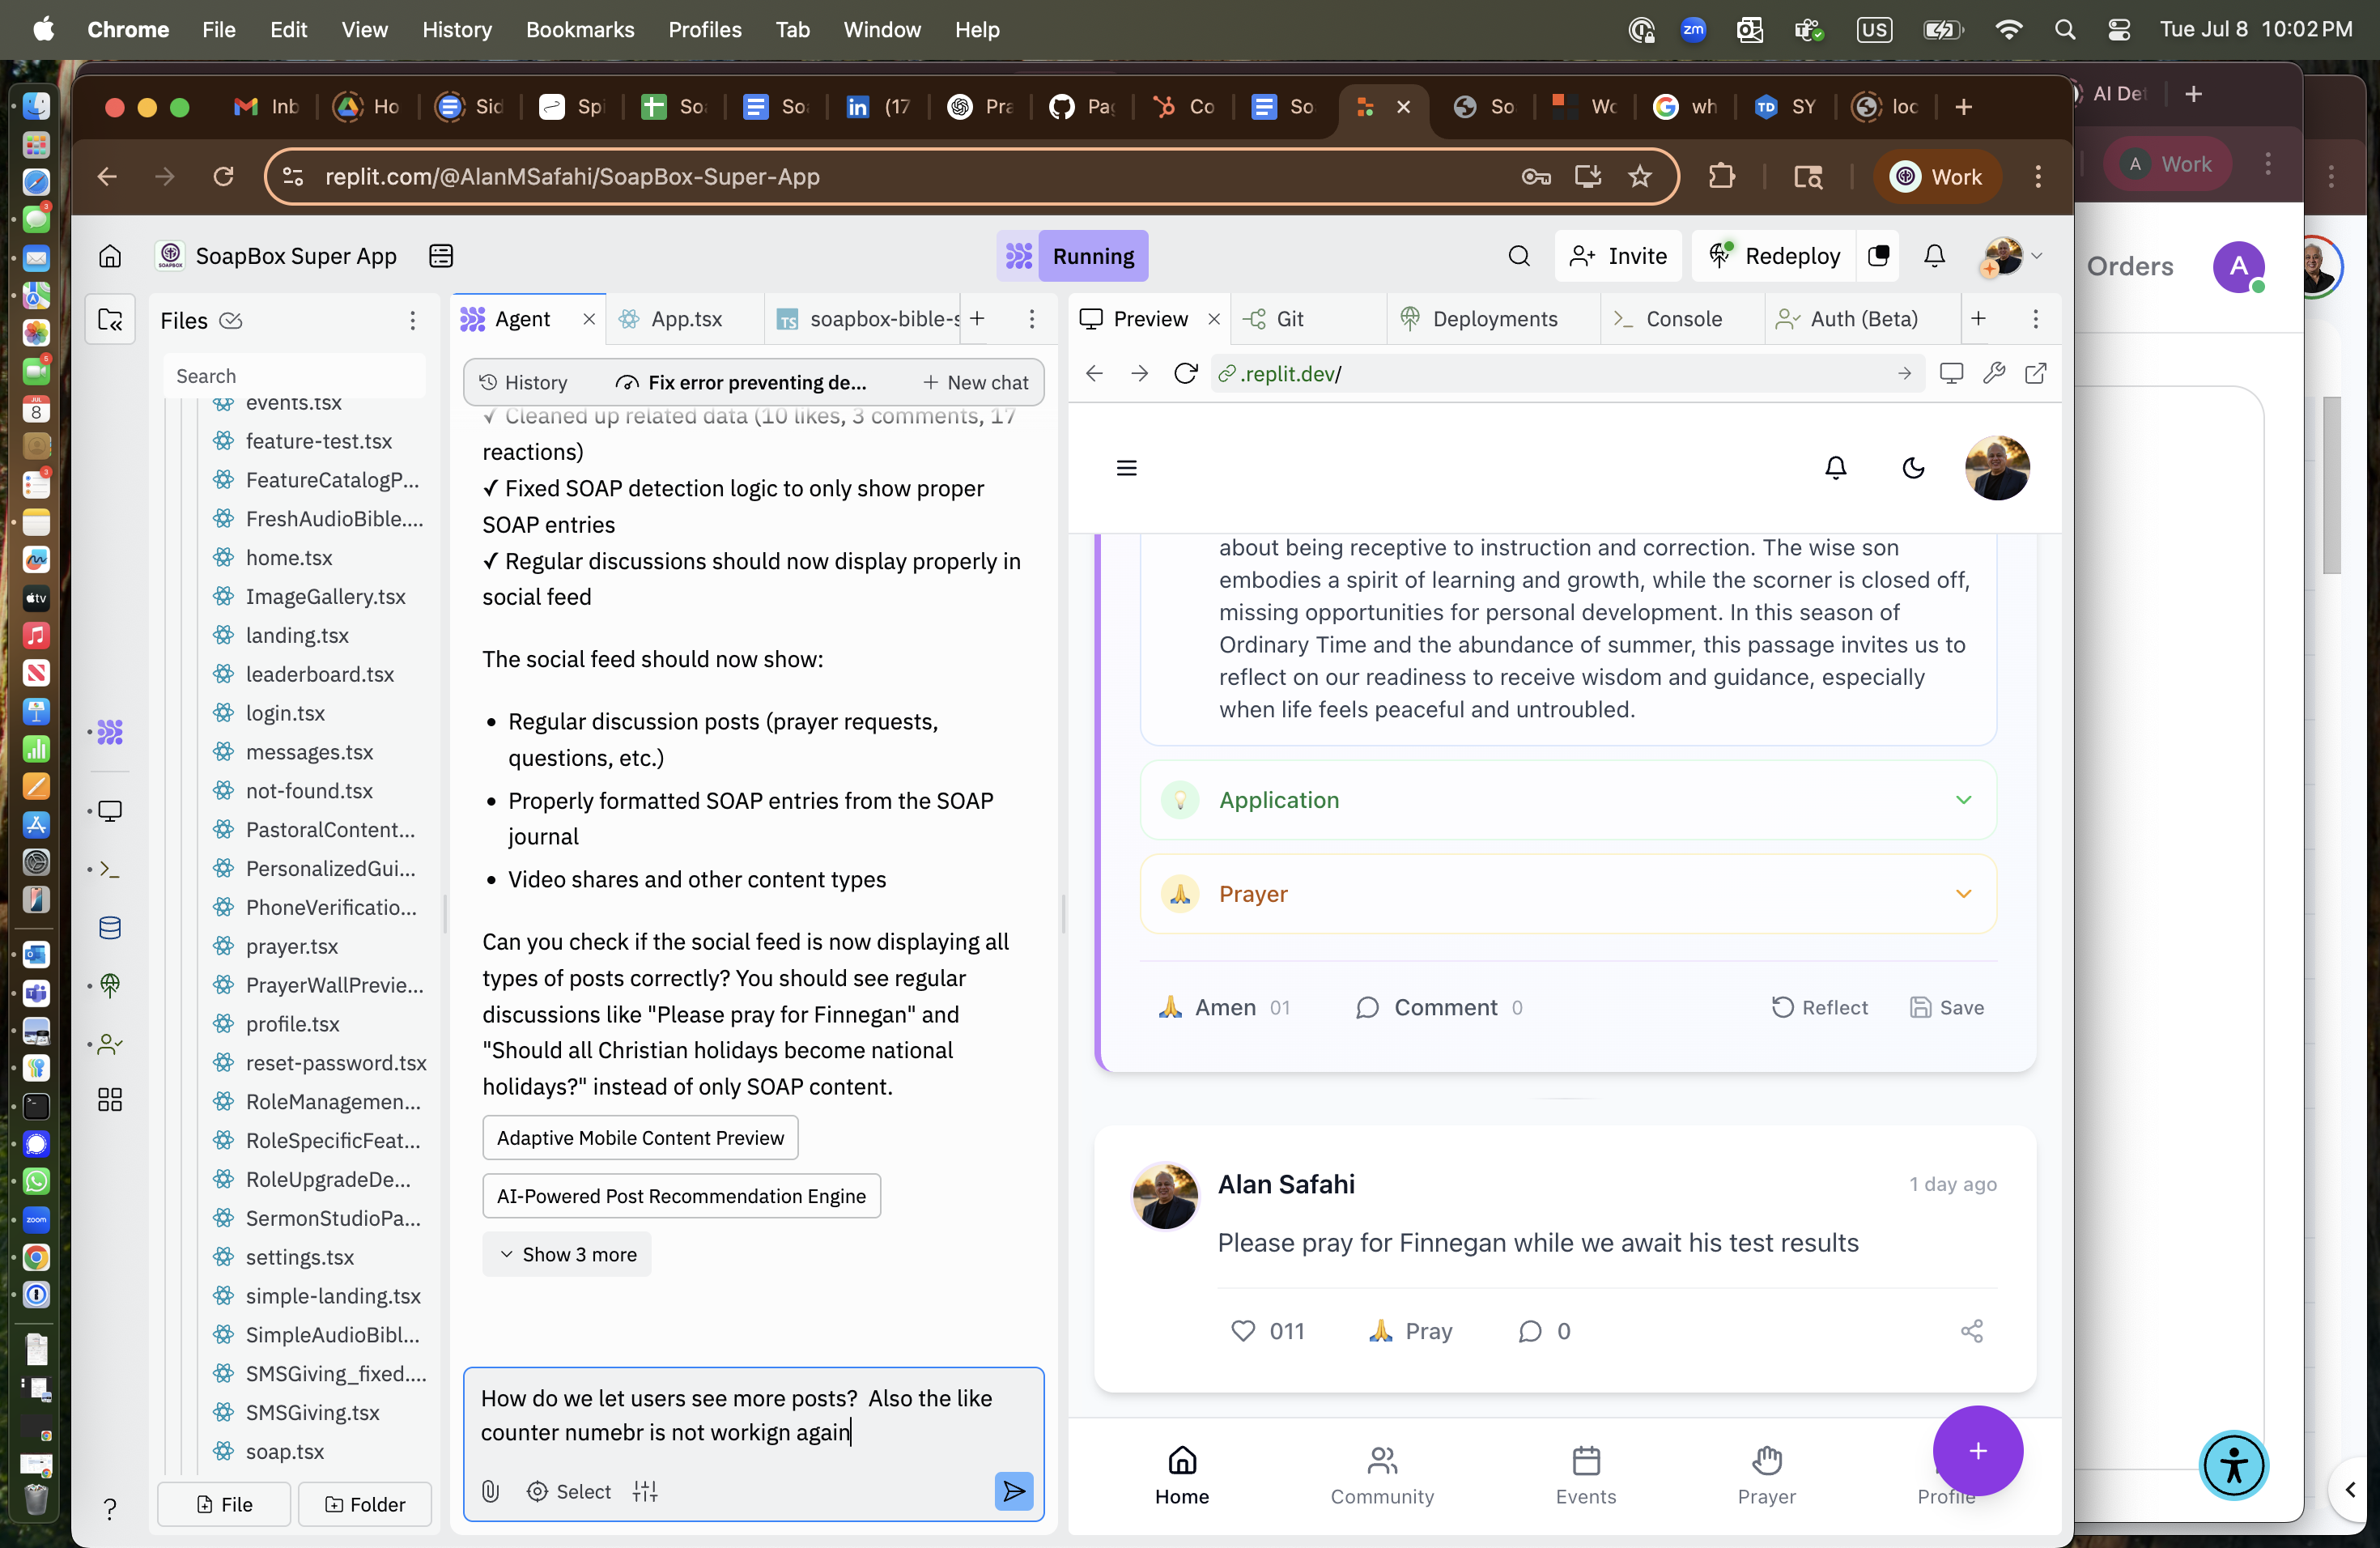 Chrome File Edit View History Bookmarks Profiles Tab Window Help
zm US Tue Jul 8 10:02 PM
Inb Ho Sid Spi So Soa (17 Pra Pag Co So So Wo wh TD SY loc
AI Det
replit.com/@AlanMSafahi/SoapBox-Super-App
Work
A Work
SoapBox Super App
Running
Invite
Redeploy
Orders
A
Files
Search
events.tsx
feature-test.tsx
FeatureCatalogP...
FreshAudioBible....
home.tsx
ImageGallery.tsx
landing.tsx
leaderboard.tsx
login.tsx
messages.tsx
not-found.tsx
PastoralContent...
PersonalizedGui...
PhoneVerificatio...
prayer.tsx
PrayerWallPrevie...
profile.tsx
reset-password.tsx
RoleManagemen...
RoleSpecificFeat...
RoleUpgradeDe...
SermonStudioPa...
settings.tsx
simple-landing.tsx
SimpleAudioBibl...
SMSGiving_fixed....
SMSGiving.tsx
soap.tsx
File
Folder
Agent
App.tsx
TS soapbox-bible-s
History
Fix error preventing de...
New chat
✓ Cleaned up related data (10 likes, 3 comments, 17
reactions)
✓ Fixed SOAP detection logic to only show proper
SOAP entries
✓ Regular discussions should now display properly in
social feed
The social feed should now show:
• Regular discussion posts (prayer requests,
questions, etc.)
• Properly formatted SOAP entries from the SOAP
journal
• Video shares and other content types
Can you check if the social feed is now displaying all
types of posts correctly? You should see regular
discussions like "Please pray for Finnegan" and
"Should all Christian holidays become national
holidays?" instead of only SOAP content.
Adaptive Mobile Content Preview
AI-Powered Post Recommendation Engine
Show 3 more
How do we let users see more posts?  Also the like
counter numebr is not workign again
Select
Preview
Git
Deployments
Console
Auth (Beta)
.replit.dev/
about being receptive to instruction and correction. The wise son
embodies a spirit of learning and growth, while the scorner is closed off,
missing opportunities for personal development. In this season of
Ordinary Time and the abundance of summer, this passage invites us to
reflect on our readiness to receive wisdom and guidance, especially
when life feels peaceful and untroubled.
Application
Prayer
Amen 01
Comment 0
Reflect
Save
Alan Safahi
1 day ago
Please pray for Finnegan while we await his test results
011
Pray
0
Home
Community
Events
Prayer
Profile